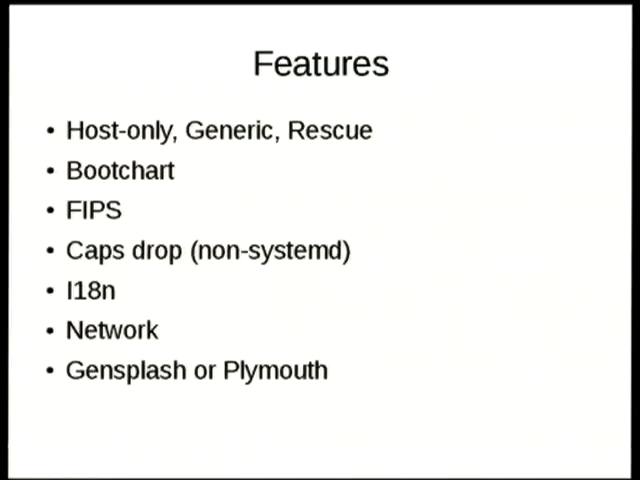 Features
• Host-only, Generic, Rescue
• Bootchart
• FIPS
• Caps drop (non-systemd)
• I18n
• Network
• Gensplash or Plymouth